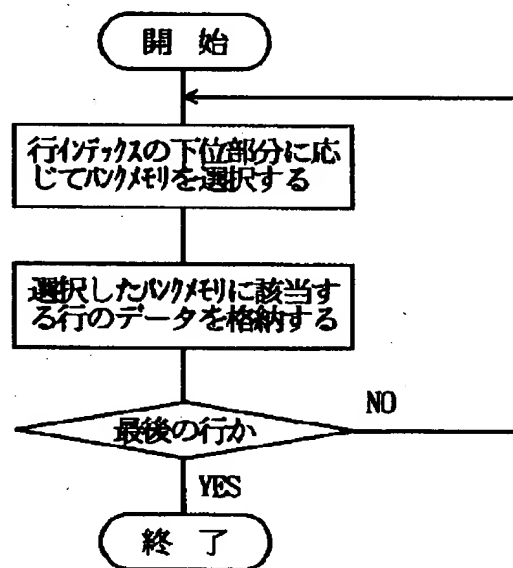 開 始
行ｲﾝﾃﾞｯｸｽの下位部分に応
じてﾊﾞﾝｸﾒﾓﾘを選択する
選択したﾊﾞﾝｸﾒﾓﾘに該当す
る行のデータを格納する
最後の行か
NO
YES
終 了